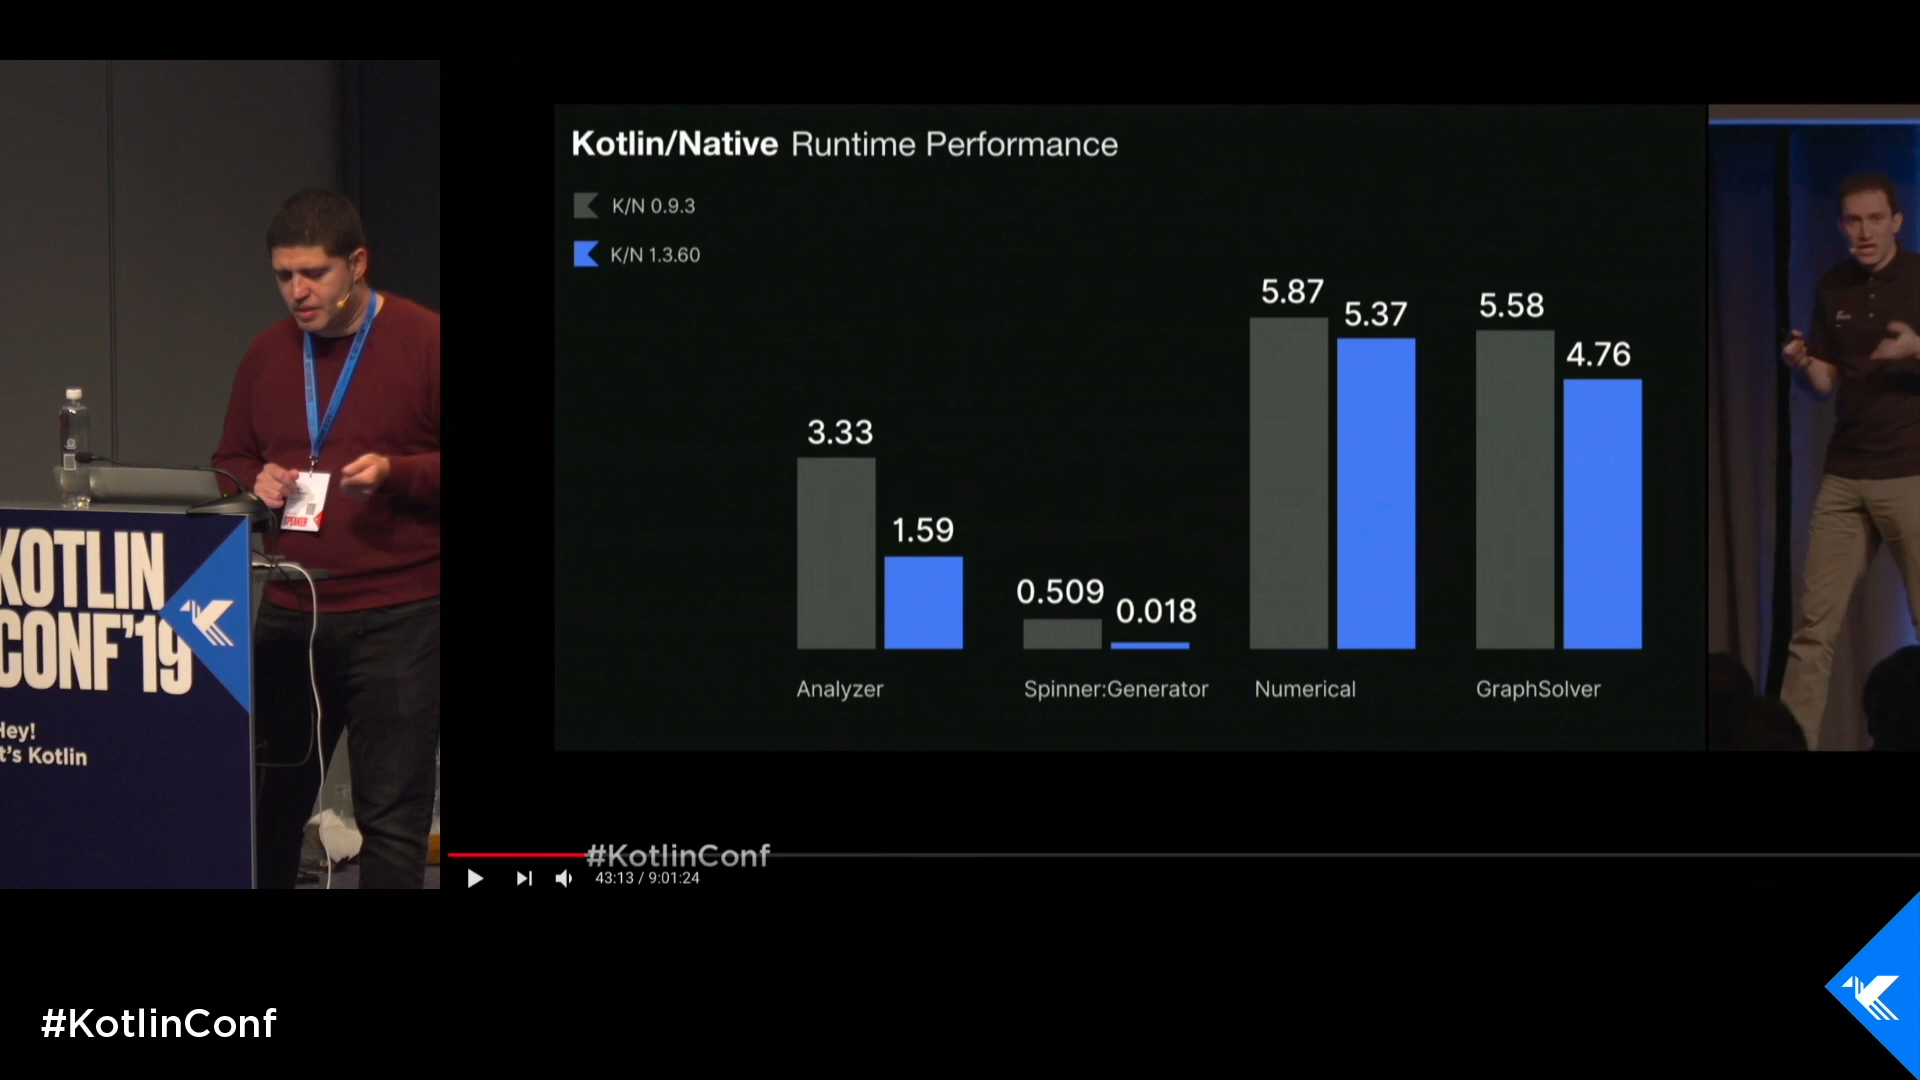 Kotlin/Native Runtime Performance
K/N 0.9.3
K/N 1.3.60
3.33
1.59
0.509
0.018
5.87
5.37
5.58
4.76
Analyzer
Spinner:Generator
Numerical
GraphSolver
SPEAKER
KOTLIN
CONF'19
Hey!
t's Kotlin
#KotlinConf
43:13 / 9:01:24
#KotlinConf